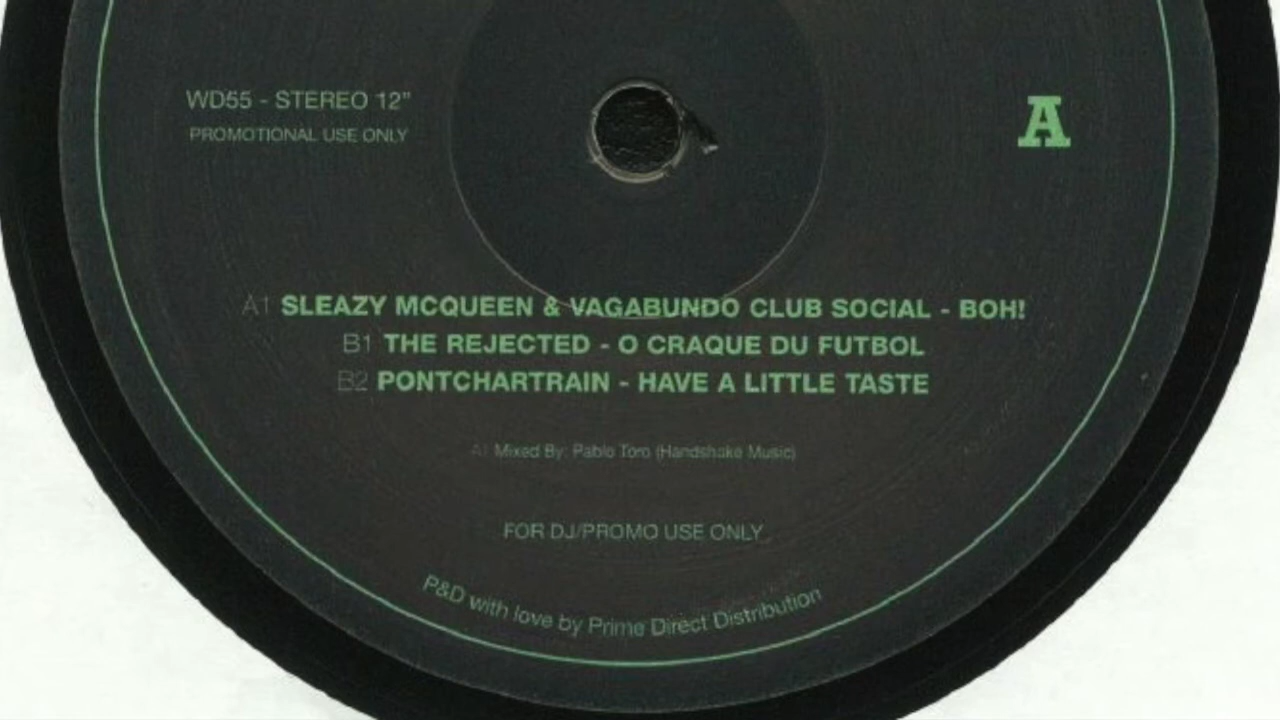 WD55 - STEREO 12"
PROMOTIONAL USE ONLY
A
A1 SLEAZY MCQUEEN & VAGABUNDO CLUB SOCIAL - BOH!
B1 THE REJECTED - O CRAQUE DU FUTBOL
B2 PONTCHARTRAIN - HAVE A LITTLE TASTE
A1 Mixed By: Pablo Toro (Handshake Music)
FOR DJ/PROMO USE ONLY
P&D with love by Prime Direct Distribution